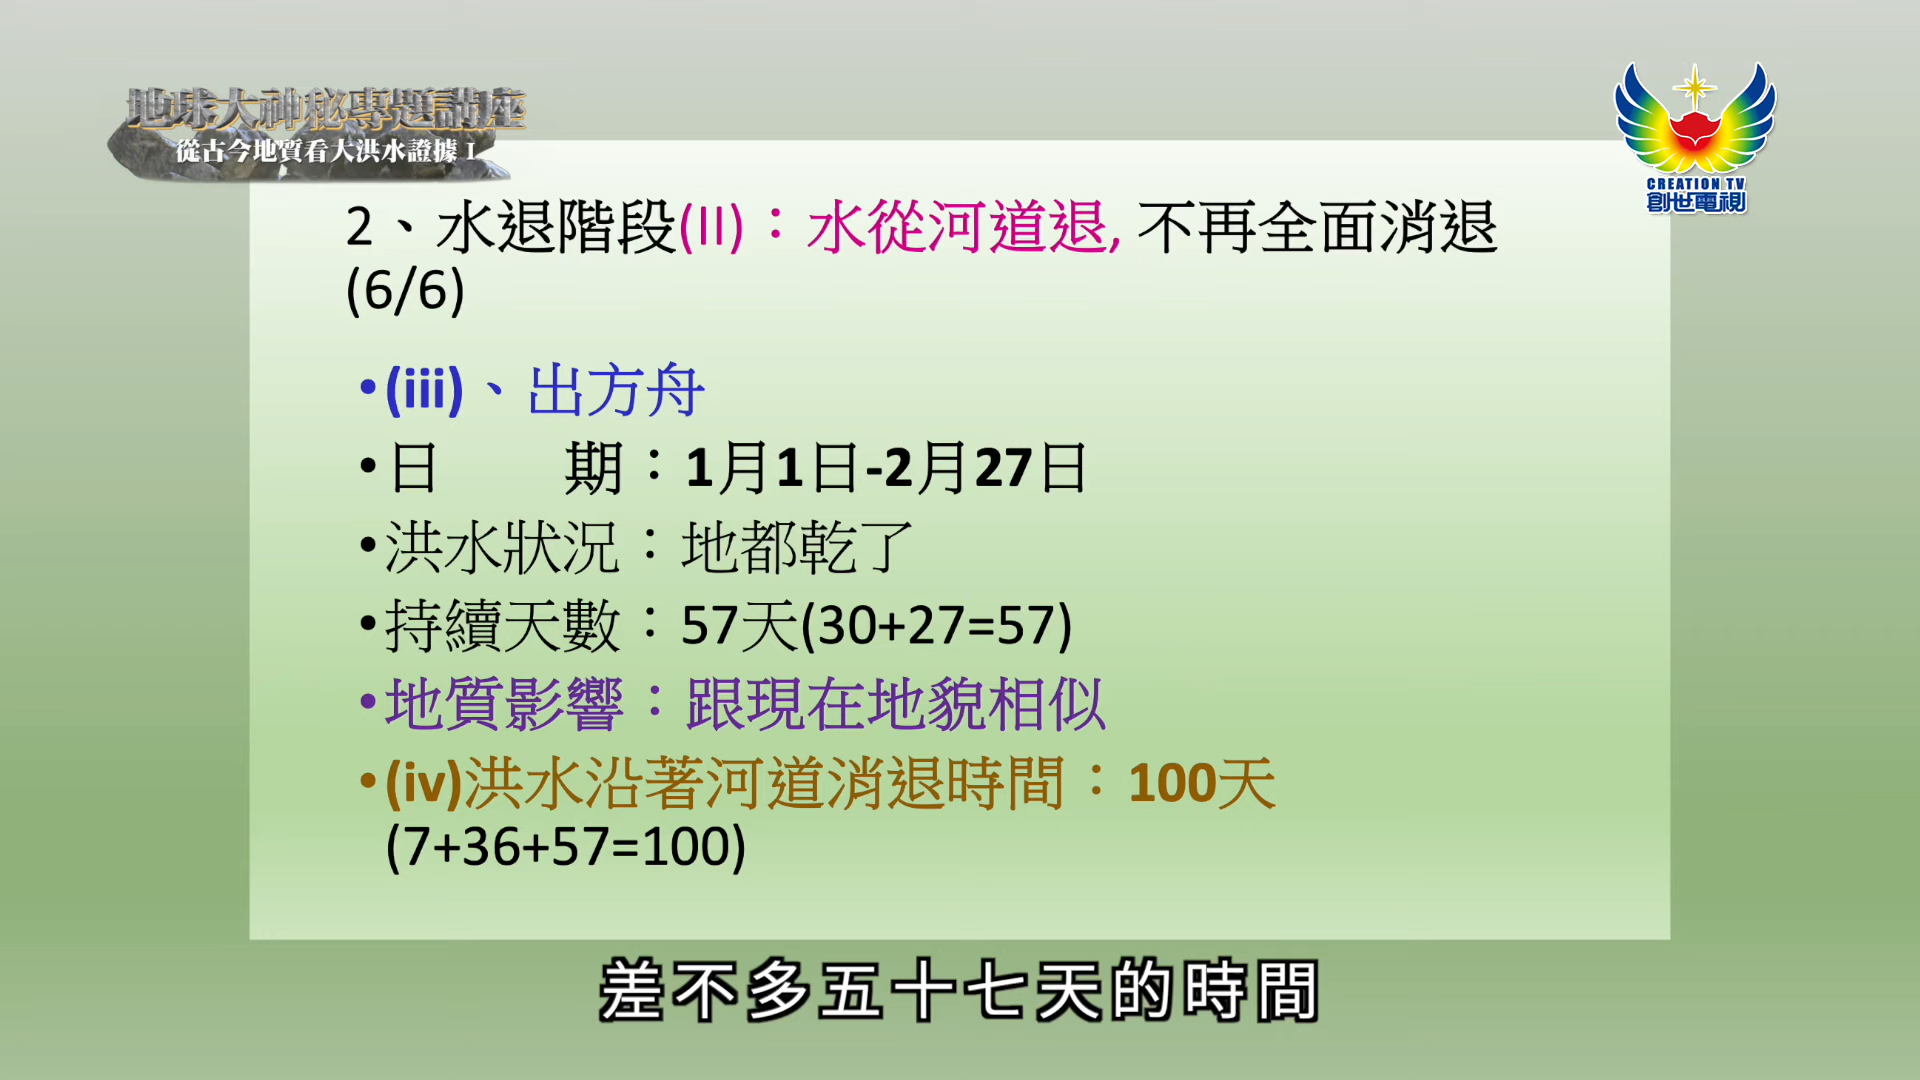 地球大神秘專題講座
從古今地質看大洪水證據 I
CREATION TV
創世電視
2、水退階段(II)：水從河道退, 不再全面消退
(6/6)
•(iii)、出方舟
•日　　期：1月1日-2月27日
•洪水狀況：地都乾了
•持續天數：57天(30+27=57)
•地質影響：跟現在地貌相似
•(iv)洪水沿著河道消退時間：100天
(7+36+57=100)
差不多五十七天的時間